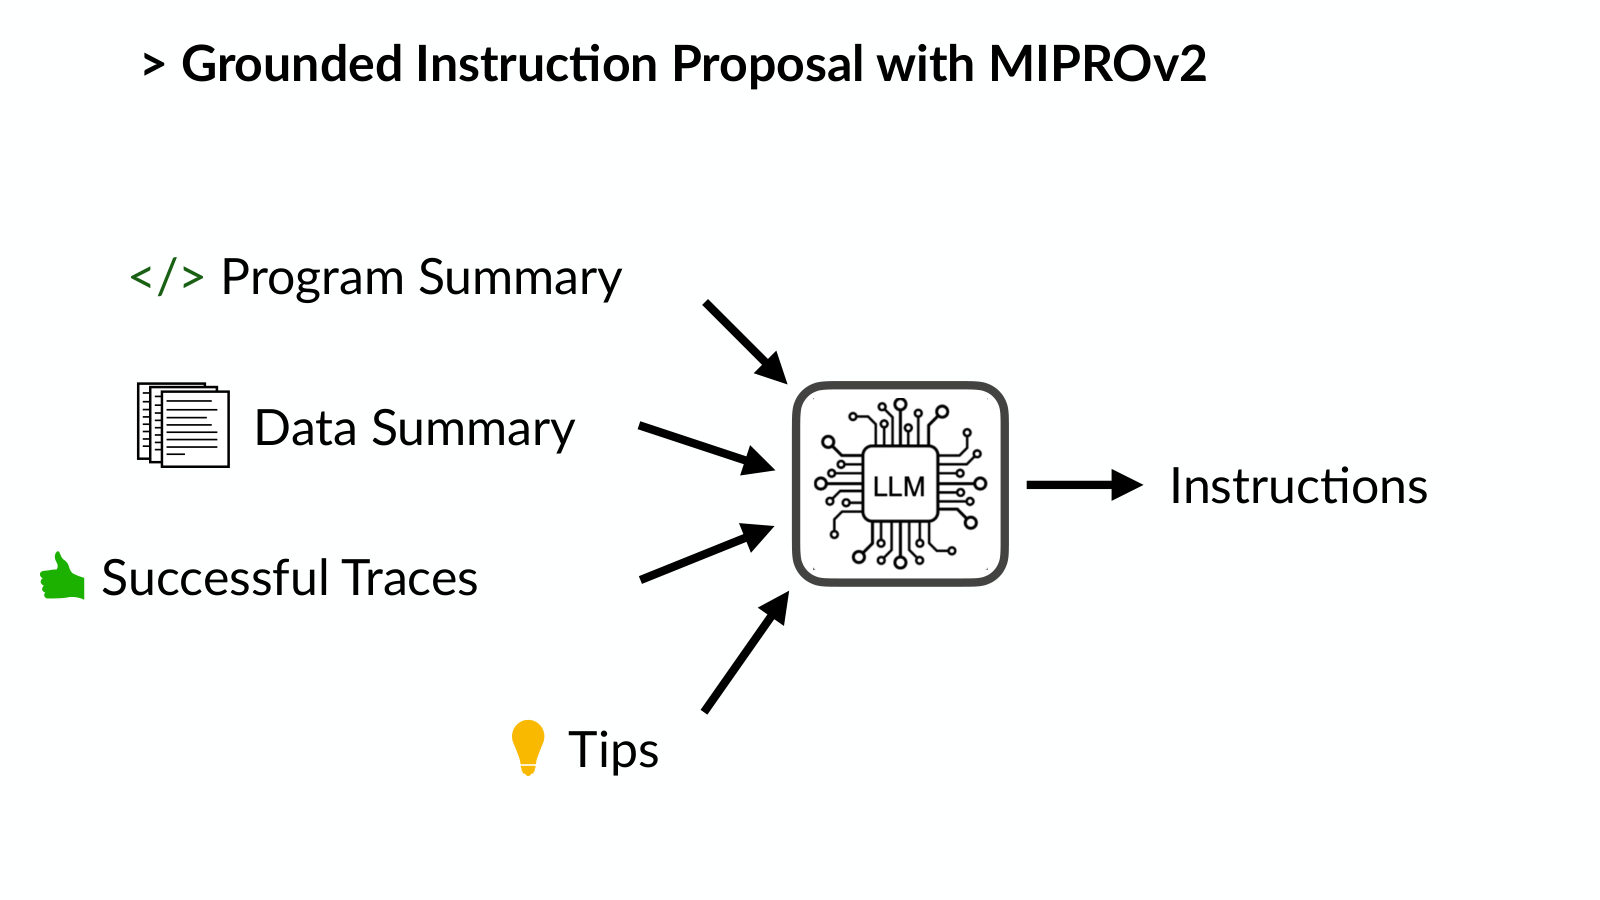 > Grounded Instruction Proposal with MIPROv2
</> Program Summary
Data Summary
LLM
Instructions
Successful Traces
Tips